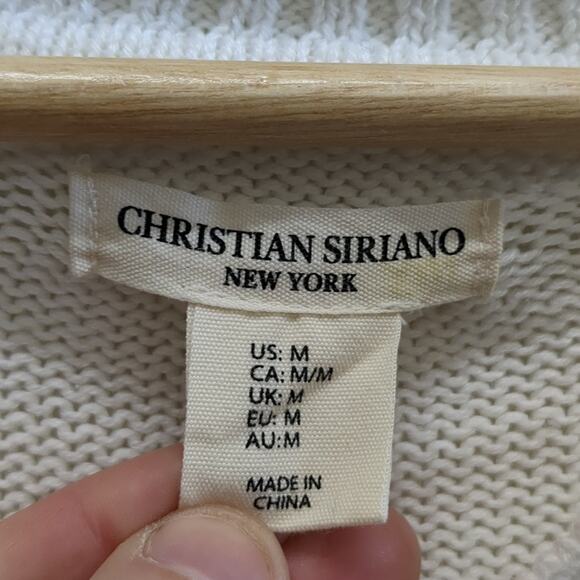 CHRISTIAN SIRIANO
NEW YORK
US: M
CA: M/M
UK: M
EU: M
AU:M
MADE IN
CHINA